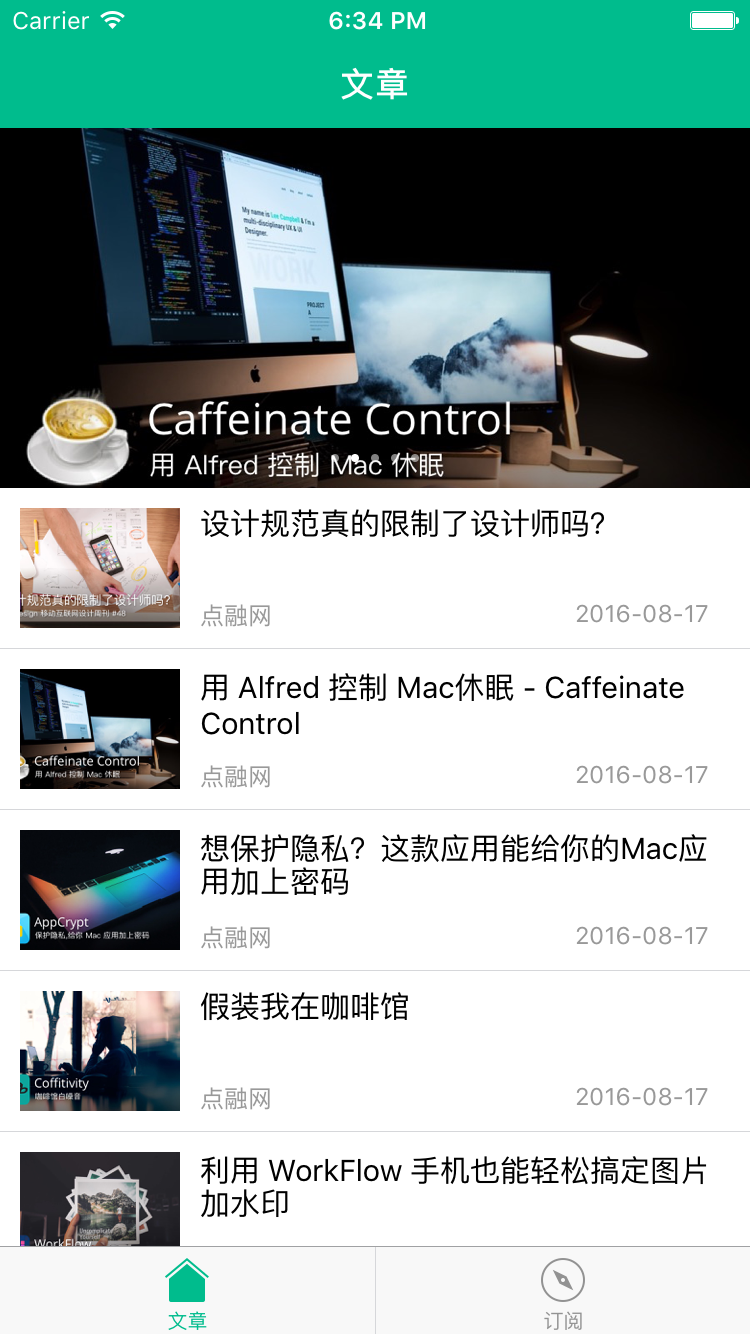 Carrier
6:34 PM
文章
My name is Lee Campbell & I'm a
multi-disciplinary UX & UI
Designer.
WORK
PROJECT
Caffeinate Control
用 Alfred 控制 Mac 休眠
设计规范真的限制了设计师吗?
计规范真的限制了设计师吗?
esign 移动互联网设计周刊 #48
点融网
2016-08-17
用 Alfred 控制 Mac休眠 - Caffeinate
Control
Caffeinate Control
用 Alfred 控制 Mac 休眠
点融网
2016-08-17
想保护隐私？这款应用能给你的Mac应
用加上密码
AppCrypt
保护隐私,给你 Mac 应用加上密码
点融网
2016-08-17
假装我在咖啡馆
Coffitivity
咖啡馆白噪音
点融网
2016-08-17
利用 WorkFlow 手机也能轻松搞定图片
加水印
WorkFlow
文章
订阅